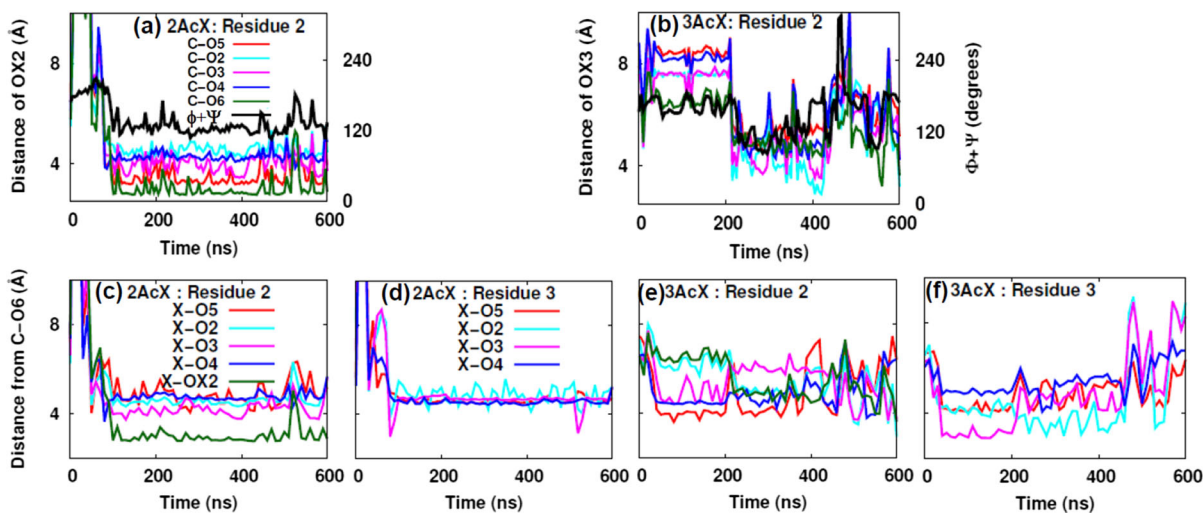 (a) 2AcX: Residue 2
C–O5
C–O2
C–O3
C–O4
C–O6
ϕ+Ψ
Distance of OX2 (Å)
8
4
240
120
0
0 200 400 600
Time (ns)
(b) 3AcX: Residue 2
Distance of OX3 (Å)
8
4
240
120
0
Φ+Ψ (degrees)
0 200 400 600
Time (ns)
(c) 2AcX : Residue 2
X–O5
X–O2
X–O3
X–O4
X–OX2
Distance from C–O6 (Å)
8
4
0 200 400 600
Time (ns)
(d) 2AcX : Residue 3
X–O5
X–O2
X–O3
X–O4
0 200 400 600
Time (ns)
(e) 3AcX : Residue 2
0 200 400 600
Time (ns)
(f) 3AcX : Residue 3
0 200 400 600
Time (ns)